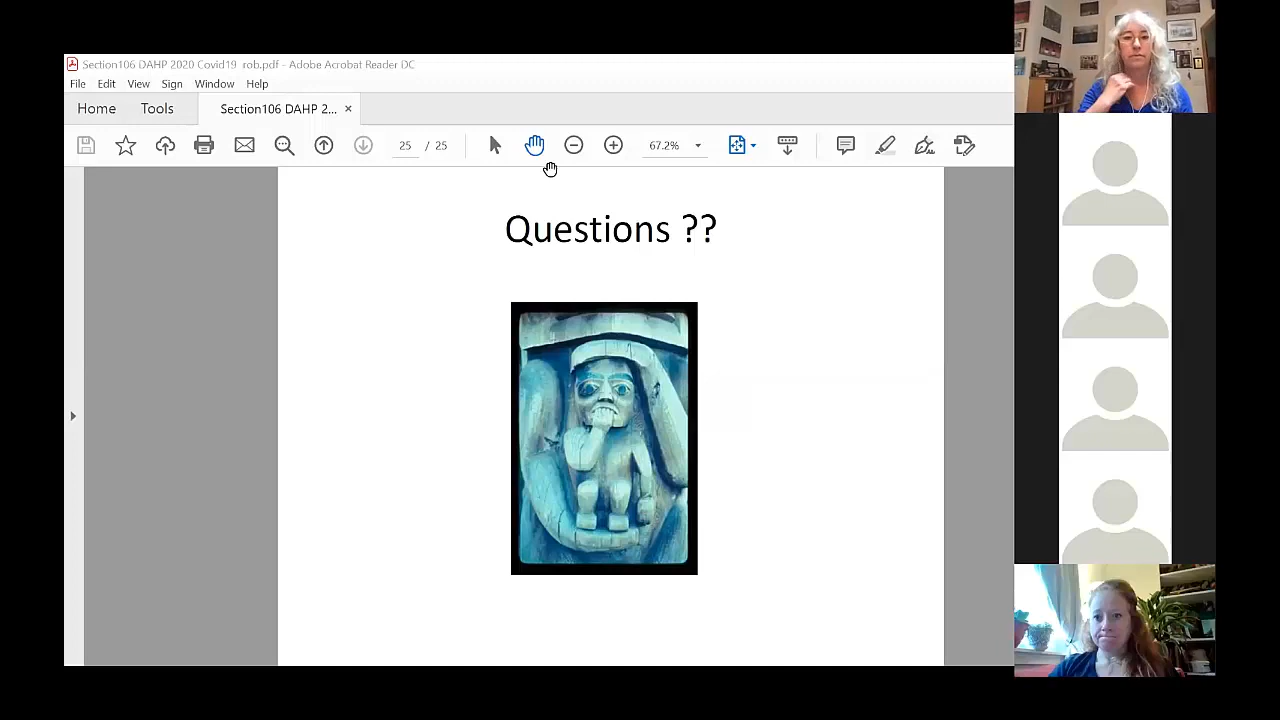 Section106 DAHP 2020 Covid19 rob.pdf - Adobe Acrobat Reader DC
File Edit View Sign Window Help
Home Tools Section106 DAHP 2... ×
25 / 25 67.2%
Questions ??